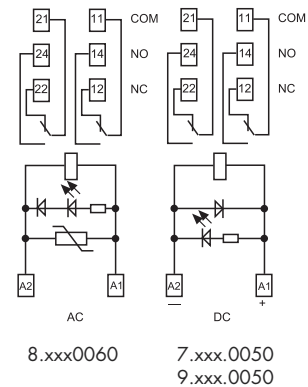 21 11 COM 21 11 COM
24 14 NO 24 14 NO
22 12 NC 22 12 NC
A2 A1 A2 A1
— +
AC DC
8.xxx0060 7.xxx.0050
9.xxx.0050